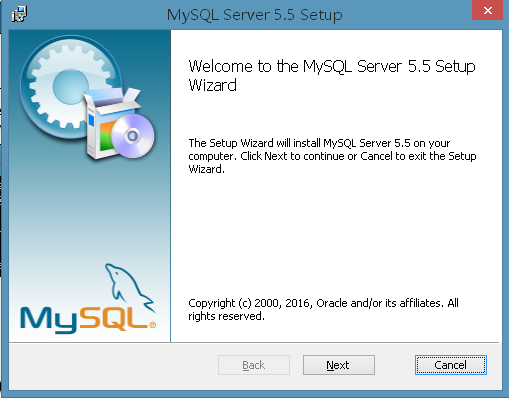 MySQL Server 5.5 Setup
Welcome to the MySQL Server 5.5 Setup
Wizard
The Setup Wizard will install MySQL Server 5.5 on your
computer. Click Next to continue or Cancel to exit the Setup
Wizard.
MySQL®
Copyright (c) 2000, 2016, Oracle and/or its affiliates. All
rights reserved.
Back Next Cancel